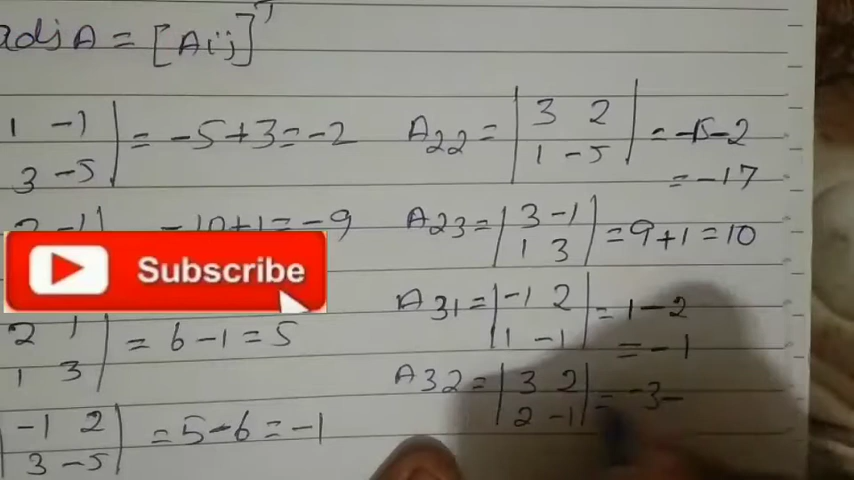 adj A = [Aij]'
1 -1
3 -5 = -5+3=-2
2 -1 -10+1=-9
Subscribe
2 1
1 3 = 6-1=5
-1 2
3 -5 = 5-6=-1
A22= 3 2
1 -5 = -15-2
= -17
A23= 3 -1
1 3 =9+1=10
A31= -1 2
1 -1 = 1-2
= -1
A32= 3 2
2 -1 = -3-